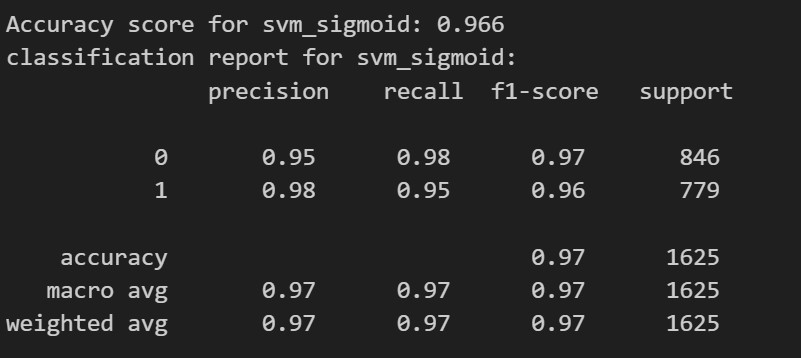 Accuracy score for svm_sigmoid: 0.966
classification report for svm_sigmoid:
precision recall f1-score support
0 0.95 0.98 0.97 846
1 0.98 0.95 0.96 779
accuracy 0.97 1625
macro avg 0.97 0.97 0.97 1625
weighted avg 0.97 0.97 0.97 1625